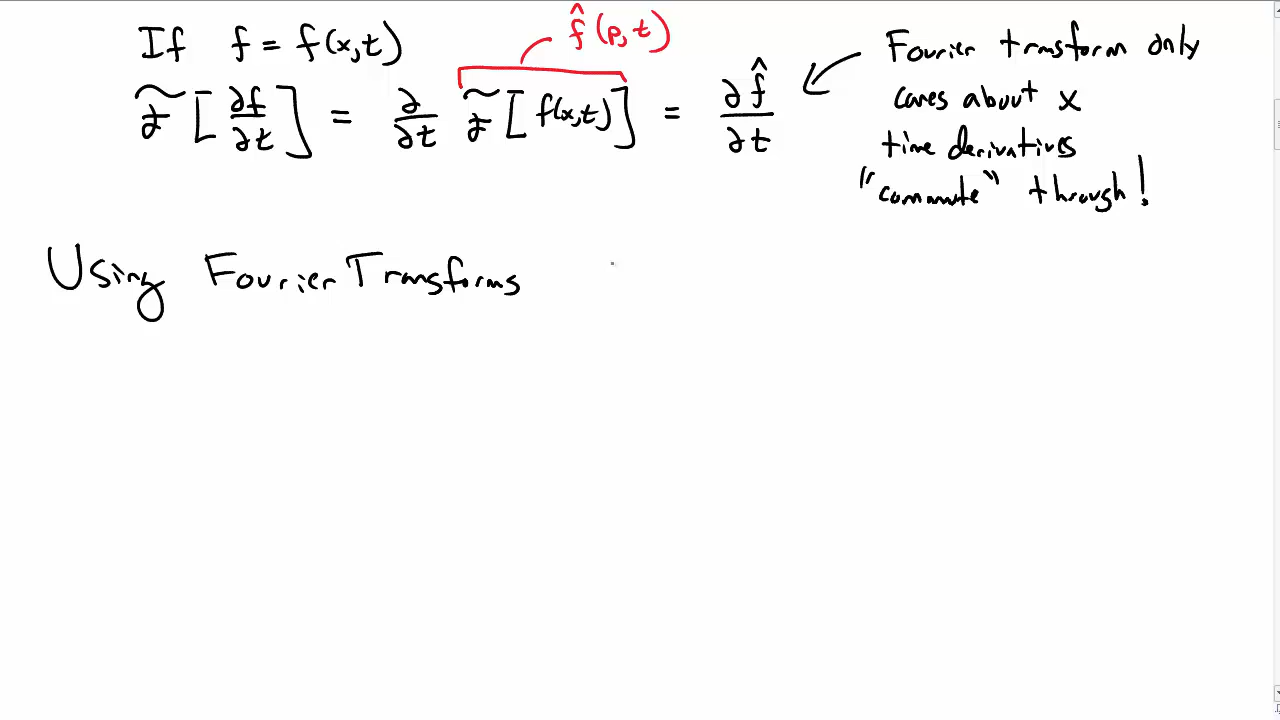 If f = f(x,t)
f̂(p,t)
ℱ[∂f/∂t] = ∂/∂t ℱ[f(x,t)] = ∂f̂/∂t
Fourier transform only
cares about x
time derivatives
"commute" through!
Using Fourier Transforms